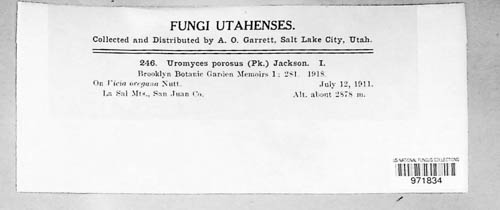 FUNGI UTAHENSES.
Collected and Distributed by A. O. Garrett, Salt Lake City, Utah.
246. Uromyces porosus (Pk.) Jackson. I.
Brooklyn Botanic Garden Memoirs 1: 281. 1918.
On Vicia oregana Nutt. July 12, 1911.
La Sal Mts., San Juan Co. Alt. about 2878 m.
US NATIONAL FUNGUS COLLECTIONS
971834